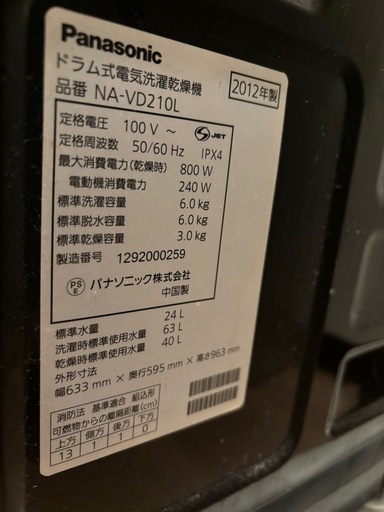 Panasonic
ドラム式電気洗濯乾燥機
品番 NA-VD210L
2012年製
定格電圧 100 V ~
定格周波数 50/60 Hz
S JET
IPX4
最大消費電力(乾燥時) 800 W
電動機消費電力 240 W
標準洗濯容量 6.0kg
標準脱水容量 6.0kg
標準乾燥容量 3.0kg
製造番号 1292000259
PS E パナソニック株式会社
中国製
標準水量 24 L
洗濯時標準使用水量 63 L
乾燥時標準使用水量 40 L
外形寸法
幅633 mm × 奥行595 mm × 高さ963 mm
消防法 基準適合 組込形
可燃物からの離隔距離(cm)
上方 側方 後方 下方
13 1 1 0